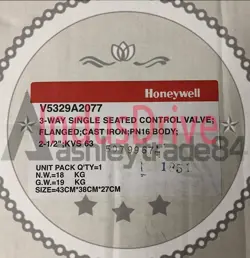 Honeywell
V5329A2077
3-WAY SINGLE SEATED CONTROL VALVE;
FLANGED;CAST IRON;PN16 BODY;
2-1/2";KVS 63
UNIT PACK Q'TY=1
N.W.=18 KG
G.W.=19 KG
SIZE=43CM*38CM*27CM
ashleytrade84